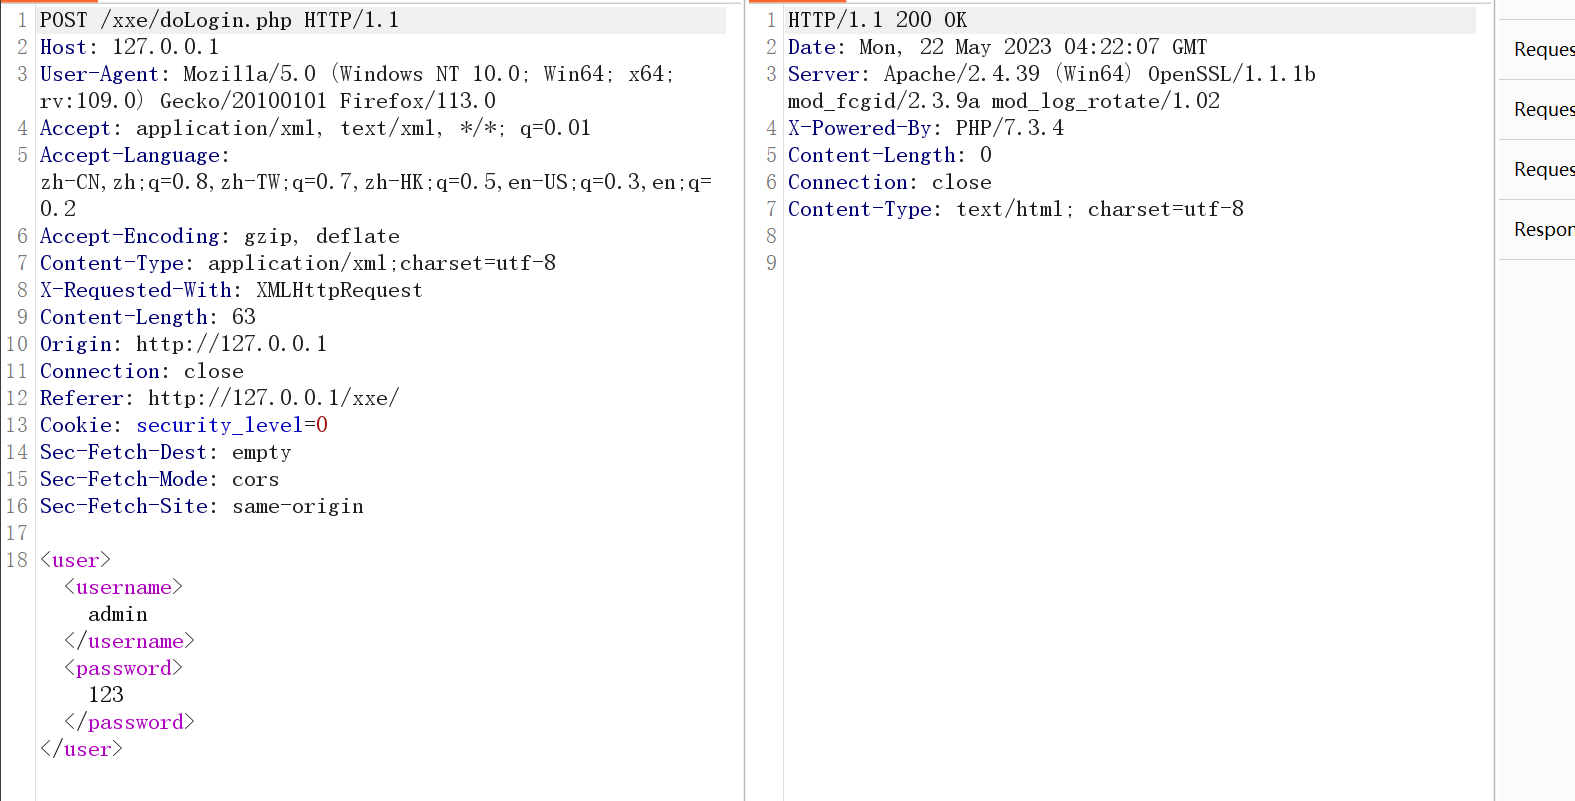 1 POST /xxe/doLogin.php HTTP/1.1
2 Host: 127.0.0.1
3 User-Agent: Mozilla/5.0 (Windows NT 10.0; Win64; x64;
rv:109.0) Gecko/20100101 Firefox/113.0
4 Accept: application/xml, text/xml, */*; q=0.01
5 Accept-Language:
zh-CN,zh;q=0.8,zh-TW;q=0.7,zh-HK;q=0.5,en-US;q=0.3,en;q=
0.2
6 Accept-Encoding: gzip, deflate
7 Content-Type: application/xml;charset=utf-8
8 X-Requested-With: XMLHttpRequest
9 Content-Length: 63
10 Origin: http://127.0.0.1
11 Connection: close
12 Referer: http://127.0.0.1/xxe/
13 Cookie: security_level=0
14 Sec-Fetch-Dest: empty
15 Sec-Fetch-Mode: cors
16 Sec-Fetch-Site: same-origin
17
18 <user>
<username>
admin
</username>
<password>
123
</password>
</user>
1 HTTP/1.1 200 OK
2 Date: Mon, 22 May 2023 04:22:07 GMT
3 Server: Apache/2.4.39 (Win64) OpenSSL/1.1.1b
mod_fcgid/2.3.9a mod_log_rotate/1.02
4 X-Powered-By: PHP/7.3.4
5 Content-Length: 0
6 Connection: close
7 Content-Type: text/html; charset=utf-8
8
9
Reques
Reques
Reques
Respon